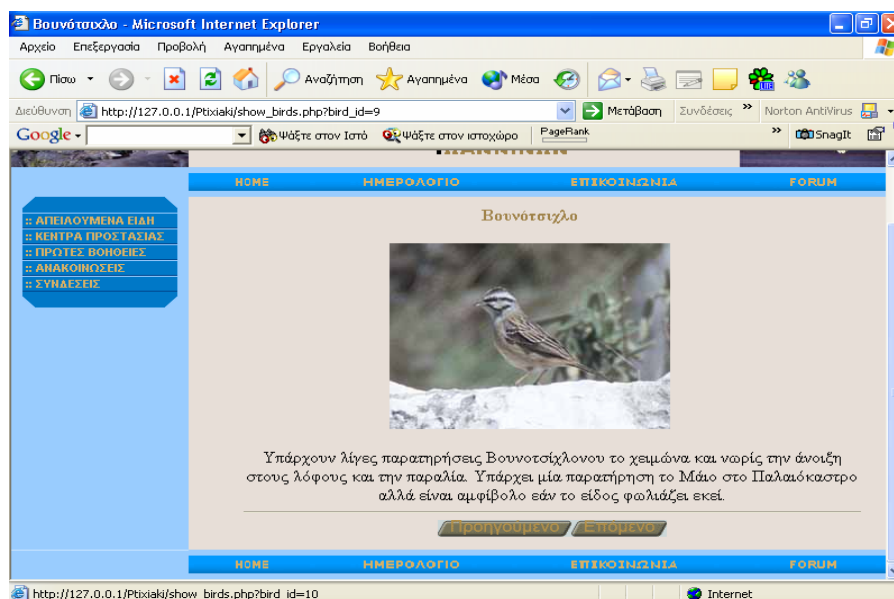 Βουνότσιχλο - Microsoft Internet Explorer
Αρχείο Επεξεργασία Προβολή Αγαπημένα Εργαλεία Βοήθεια
Πίσω Αναζήτηση Αγαπημένα Μέσα
Διεύθυνση http://127.0.0.1/Ptixiaki/show_birds.php?bird_id=9 Μετάβαση Συνδέσεις » Norton AntiVirus
Google Ψάξτε στον Ιστό Ψάξτε στον ιστοχώρο PageRank » SnagIt
HOME ΗΜΕΡΟΛΟΓΙΟ ΕΠΙΚΟΙΝΩΝΙΑ FORUM
:: ΑΠΕΙΛΟΥΜΕΝΑ ΕΙΔΗ
:: ΚΕΝΤΡΑ ΠΡΟΣΤΑΣΙΑΣ
:: ΠΡΩΤΕΣ ΒΟΗΘΕΙΕΣ
:: ΑΝΑΚΟΙΝΩΣΕΙΣ
:: ΣΥΝΔΕΣΕΙΣ
Βουνότσιχλο
Υπάρχουν λίγες παρατηρήσεις Βουνοτσίχλονου το χειμώνα και νωρίς την άνοιξη
στους λόφους και την παραλία. Υπάρχει μία παρατήρηση το Μάιο στο Παλαιόκαστρο
αλλά είναι αμφίβολο εάν το είδος φωλιάζει εκεί.
Προηγούμενο Επόμενο
HOME ΗΜΕΡΟΛΟΓΙΟ ΕΠΙΚΟΙΝΩΝΙΑ FORUM
http://127.0.0.1/Ptixiaki/show_birds.php?bird_id=10 Internet